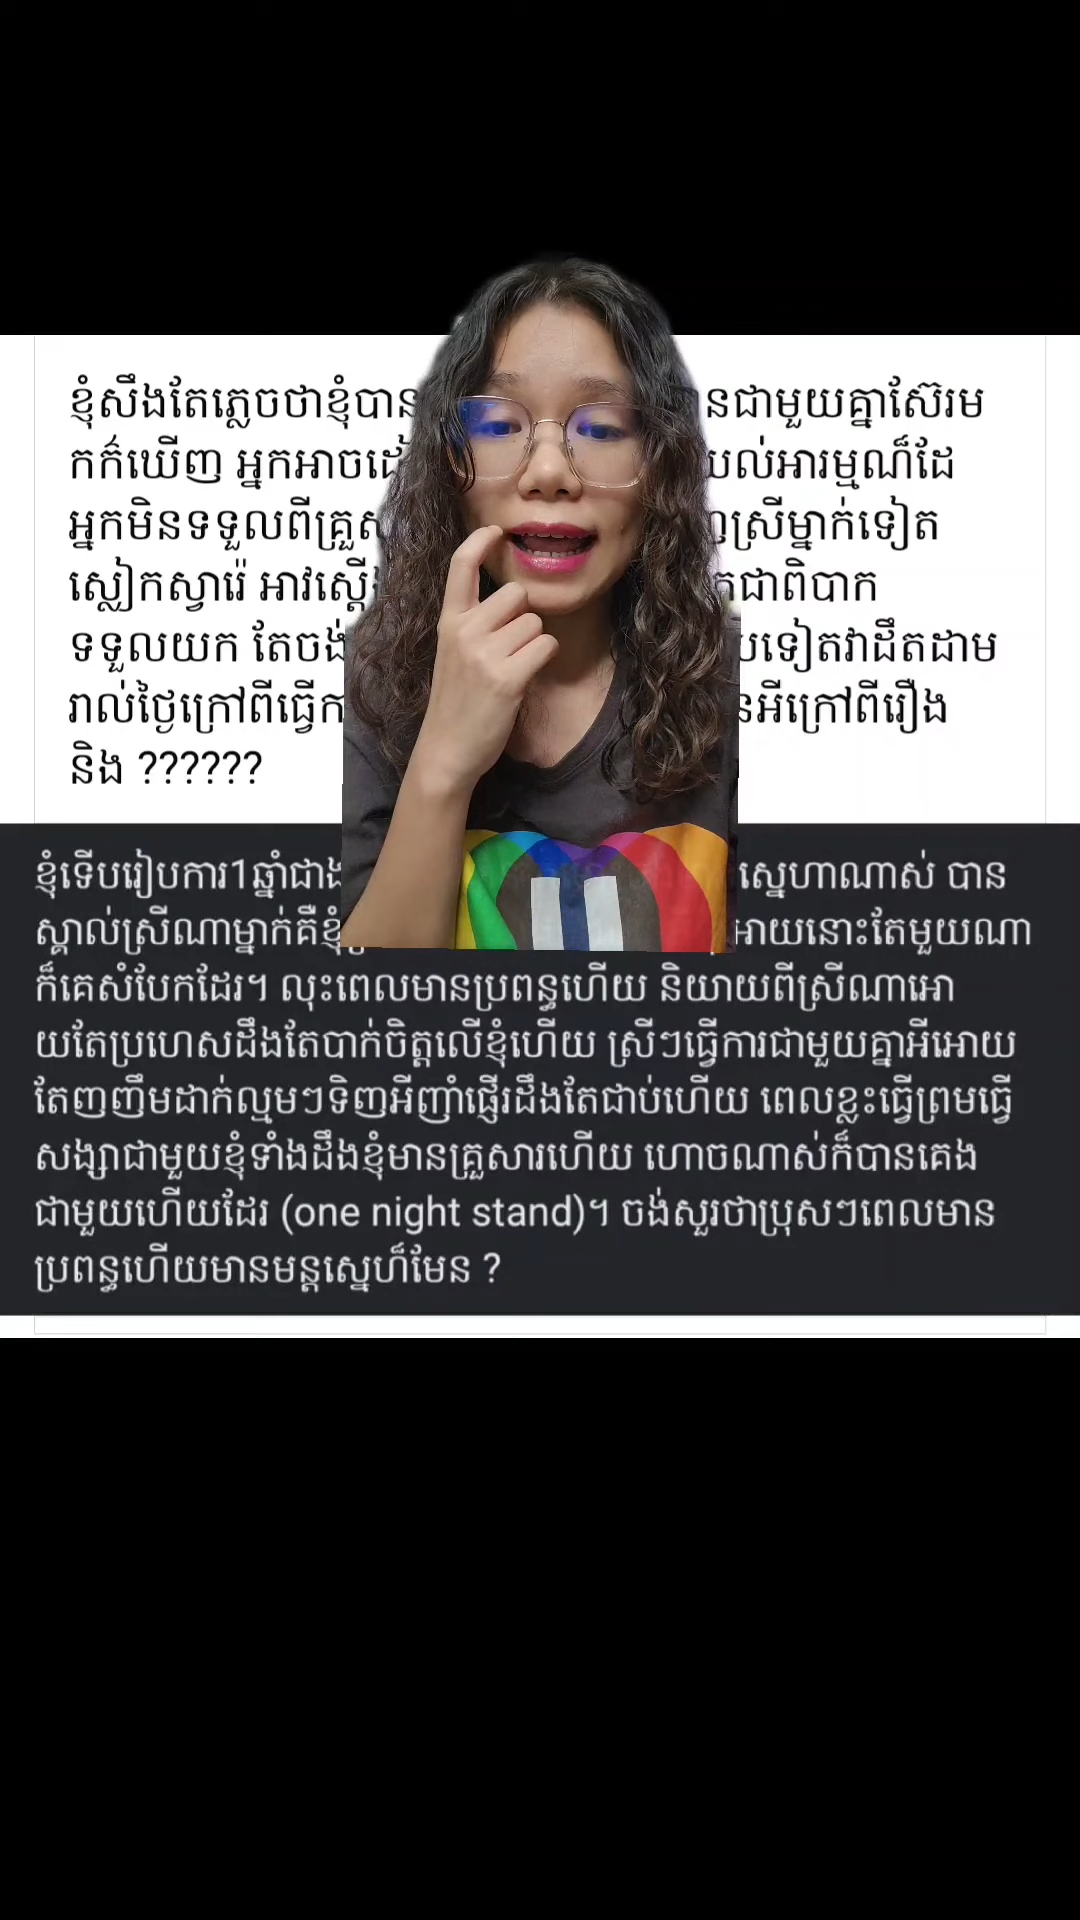 ខ្ញុំសឹងតែភ្លេចថាខ្ញុំបាន នជាមួយគ្នាស៊ែរម
កក៌ឃើញ អ្នកអាចដេ យល់អារម្មណ៏ដែ
អ្នកមិនទទួលពីគ្រួស ញស្រីម្នាក់ទៀត
ស្លៀកស្វារ៉េ អាវស្តើ កជាពិបាក
ទទួលយក តែចង់ បទៀតវាដឹតដាម
រាល់ថ្ងៃក្រៅពីធ្វើកា នអីក្រៅពីរឿង
និង ??????
ខ្ញុំទើបរៀបការ1ឆ្នាំជាង ស្នេហាណាស់ បាន
ស្គាល់ស្រីណាម្នាក់គឺខ្ញុំ អាយនោះតែមួយណា
ក៏គេសំបែកដែរ។ លុះពេលមានប្រពន្ធហើយ និយាយពីស្រីណាអោ
យតែប្រហេសដឹងតែបាក់ចិត្តលើខ្ញុំហើយ ស្រីៗធ្វើការជាមួយគ្នាអីអោយ
តែញញឹមដាក់ល្មមៗទិញអីញ៉ាំផ្ញើរដឹងតែជាប់ហើយ ពេលខ្លះធ្វើព្រមធ្វើ
សង្សាជាមួយខ្ញុំទាំងដឹងខ្ញុំមានគ្រួសារហើយ ហោចណាស់ក៏បានគេង
ជាមួយហើយដែរ (one night stand)។ ចង់សួរថាប្រុសៗពេលមាន
ប្រពន្ធហើយមានមន្តស្នេហ៏មែន ?